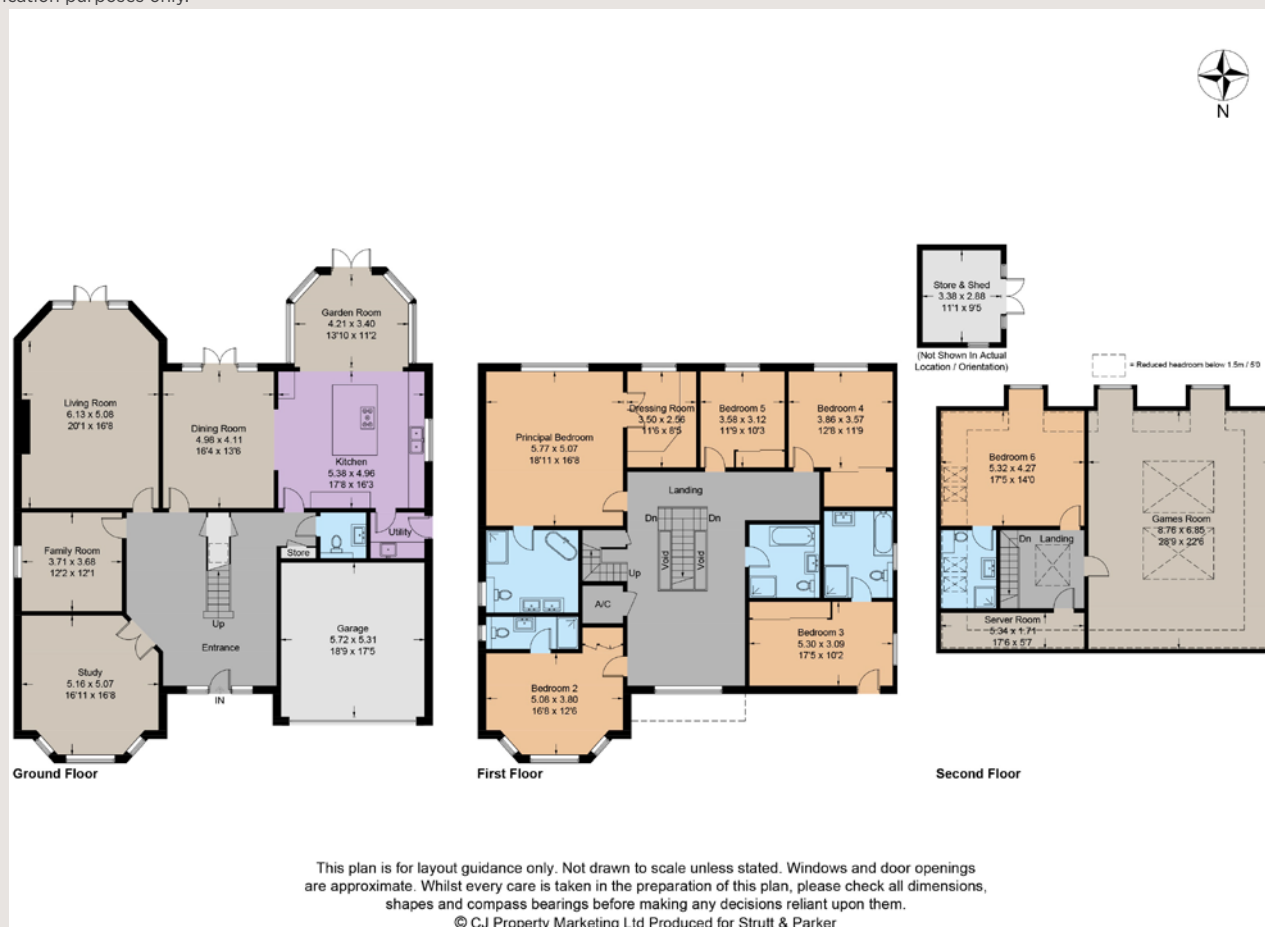 ication purposes only.
N
Store & Shed
3.38 x 2.88
11'1 x 9'5
(Not Shown In Actual
Location / Orientation)
= Reduced headroom below 1.5m / 5'0
Garden Room
4.21 x 3.40
13'10 x 11'2
Living Room
6.13 x 5.08
20'1 x 16'8
Dining Room
4.98 x 4.11
16'4 x 13'6
Kitchen
5.38 x 4.96
17'8 x 16'3
Utility
Store
Family Room
3.71 x 3.68
12'2 x 12'1
Up
Entrance
Garage
5.72 x 5.31
18'9 x 17'5
Study
5.16 x 5.07
16'11 x 16'8
IN
Ground Floor
Principal Bedroom
5.77 x 5.07
18'11 x 16'8
Dressing Room
3.50 x 2.56
11'6 x 8'5
Bedroom 5
3.58 x 3.12
11'9 x 10'3
Bedroom 4
3.86 x 3.57
12'8 x 11'9
Landing
Dn
Dn
Void
Void
Up
A/C
Bedroom 3
5.30 x 3.09
17'5 x 10'2
Bedroom 2
5.08 x 3.80
16'8 x 12'6
First Floor
Bedroom 6
5.32 x 4.27
17'5 x 14'0
Games Room
8.76 x 6.85
28'9 x 22'6
Dn
Landing
Server Room
5.34 x 1.71
17'6 x 5'7
Second Floor
This plan is for layout guidance only. Not drawn to scale unless stated. Windows and door openings
are approximate. Whilst every care is taken in the preparation of this plan, please check all dimensions,
shapes and compass bearings before making any decisions reliant upon them.
© CJ Property Marketing Ltd Produced for Strutt & Parker